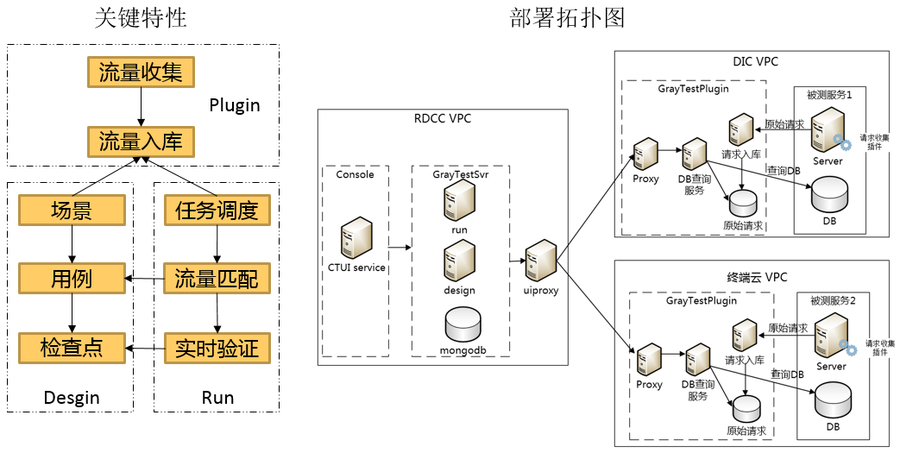 关键特性
流量收集
Plugin
流量入库
场景
任务调度
用例
流量匹配
检查点
实时验证
Desgin
Run
部署拓扑图
RDCC VPC
Console
CTUI service
GrayTestSvr
run
design
mongodb
uiproxy
DIC VPC
GrayTestPlugin
被测服务1
原始请求
请求收集
插件
请求入库
Server
Proxy
DB查询
服务
查询DB
原始请求
DB
终端云 VPC
GrayTestPlugin
被测服务2
原始请求
请求收集
插件
请求入库
Server
Proxy
DB查询
服务
查询DB
原始请求
DB